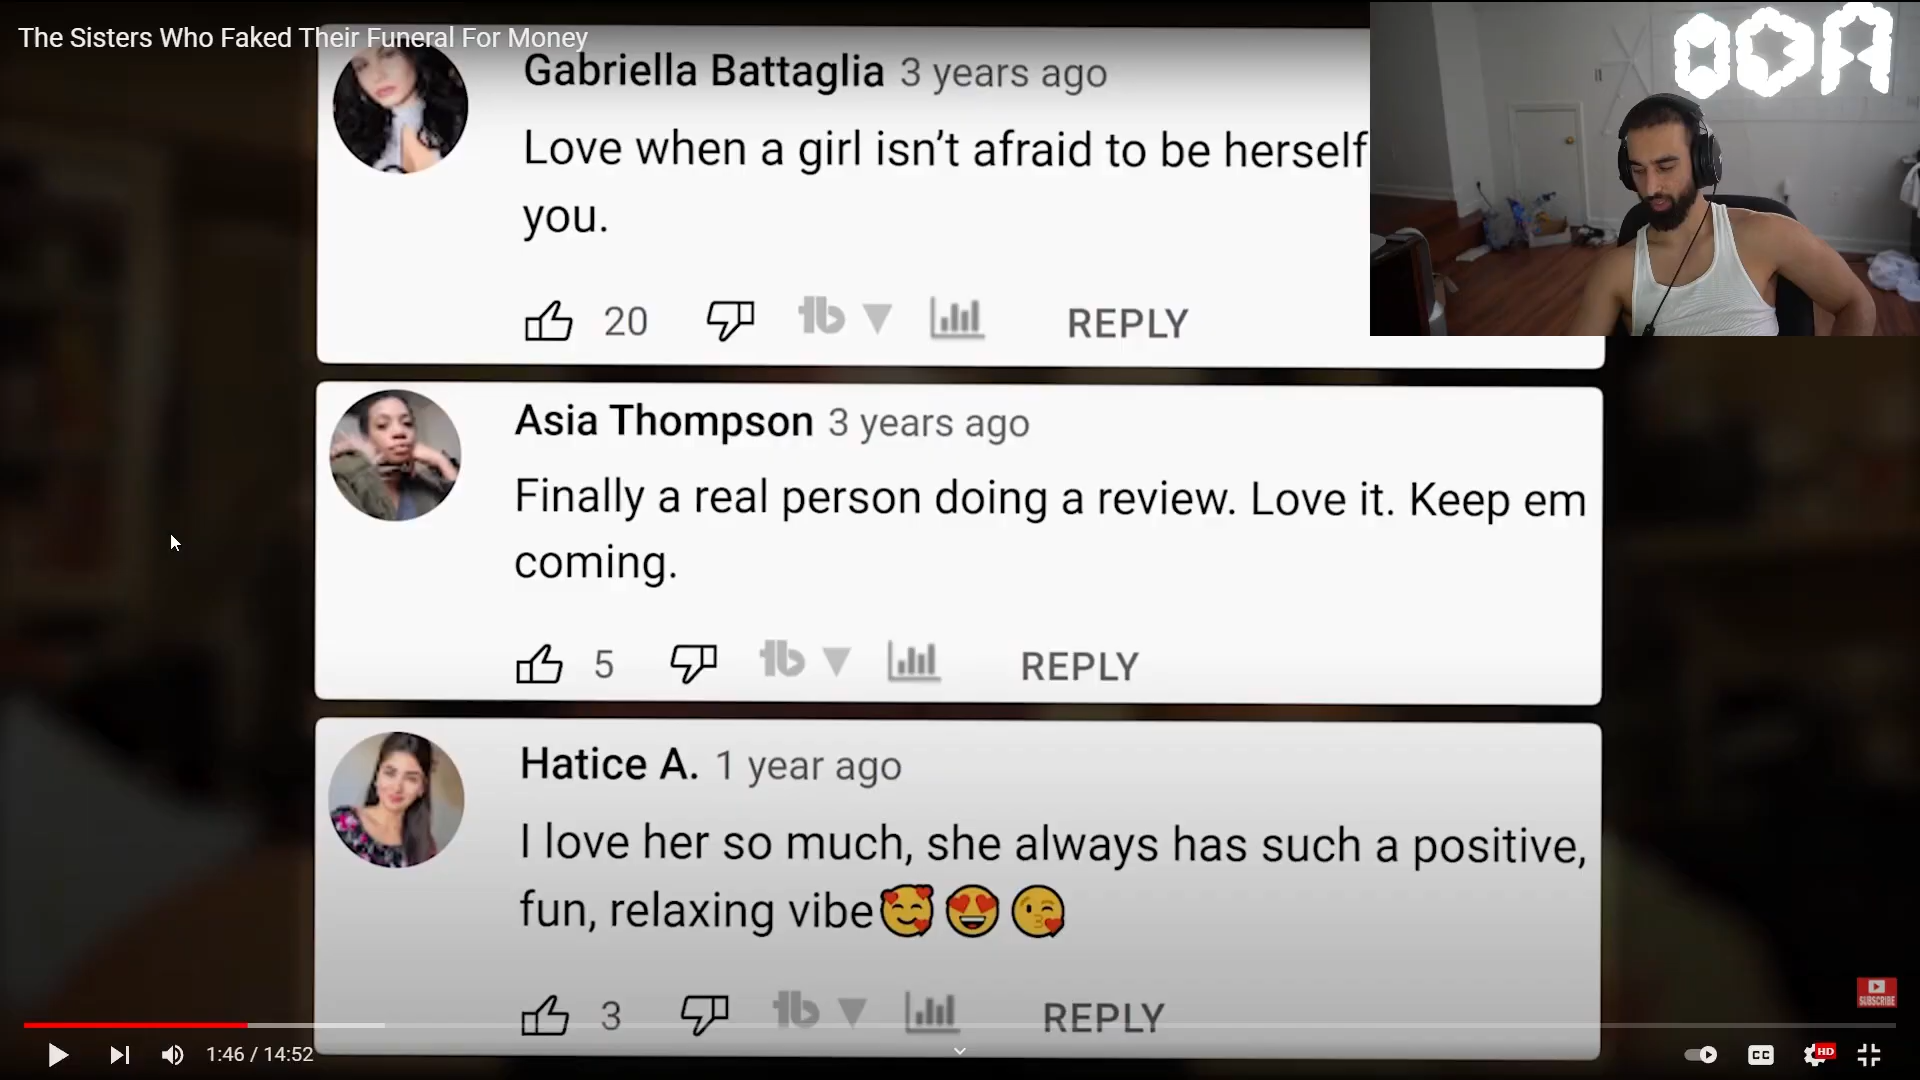 The Sisters Who Faked Their Funeral For Money
Gabriella Battaglia 3 years ago
Love when a girl isn’t afraid to be herself
you.
20 REPLY
Asia Thompson 3 years ago
Finally a real person doing a review. Love it. Keep em
coming.
5 REPLY
Hatice A. 1 year ago
I love her so much, she always has such a positive,
fun, relaxing vibe🥰😍😘
3 REPLY
SUBSCRIBE
1:46 / 14:52
CC
HD